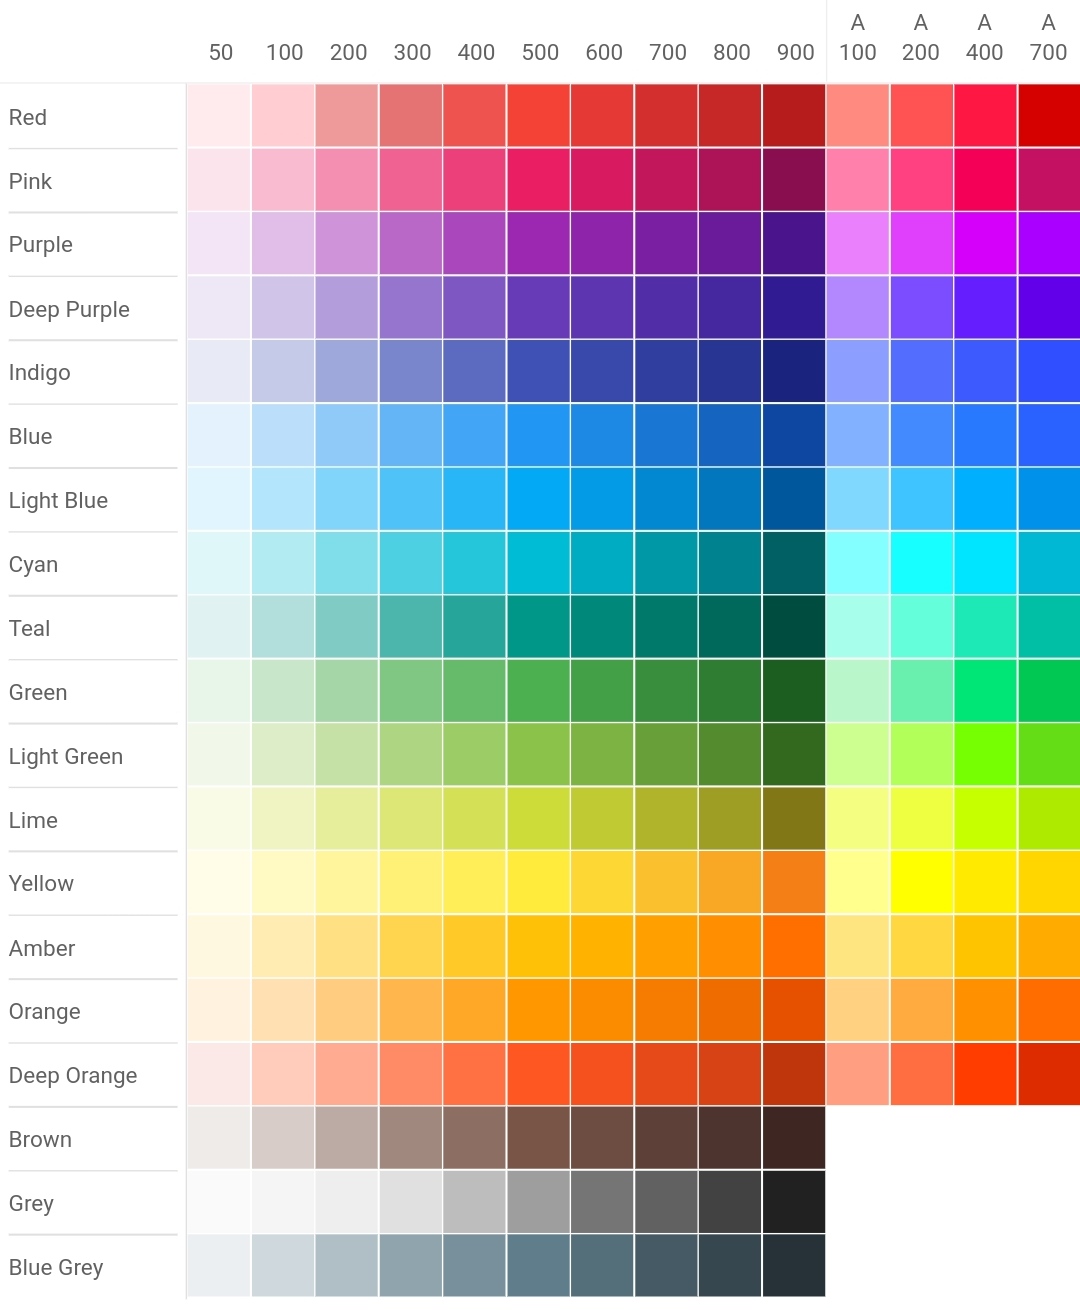 A A A A
50 100 200 300 400 500 600 700 800 900 100 200 400 700
Red
Pink
Purple
Deep Purple
Indigo
Blue
Light Blue
Cyan
Teal
Green
Light Green
Lime
Yellow
Amber
Orange
Deep Orange
Brown
Grey
Blue Grey